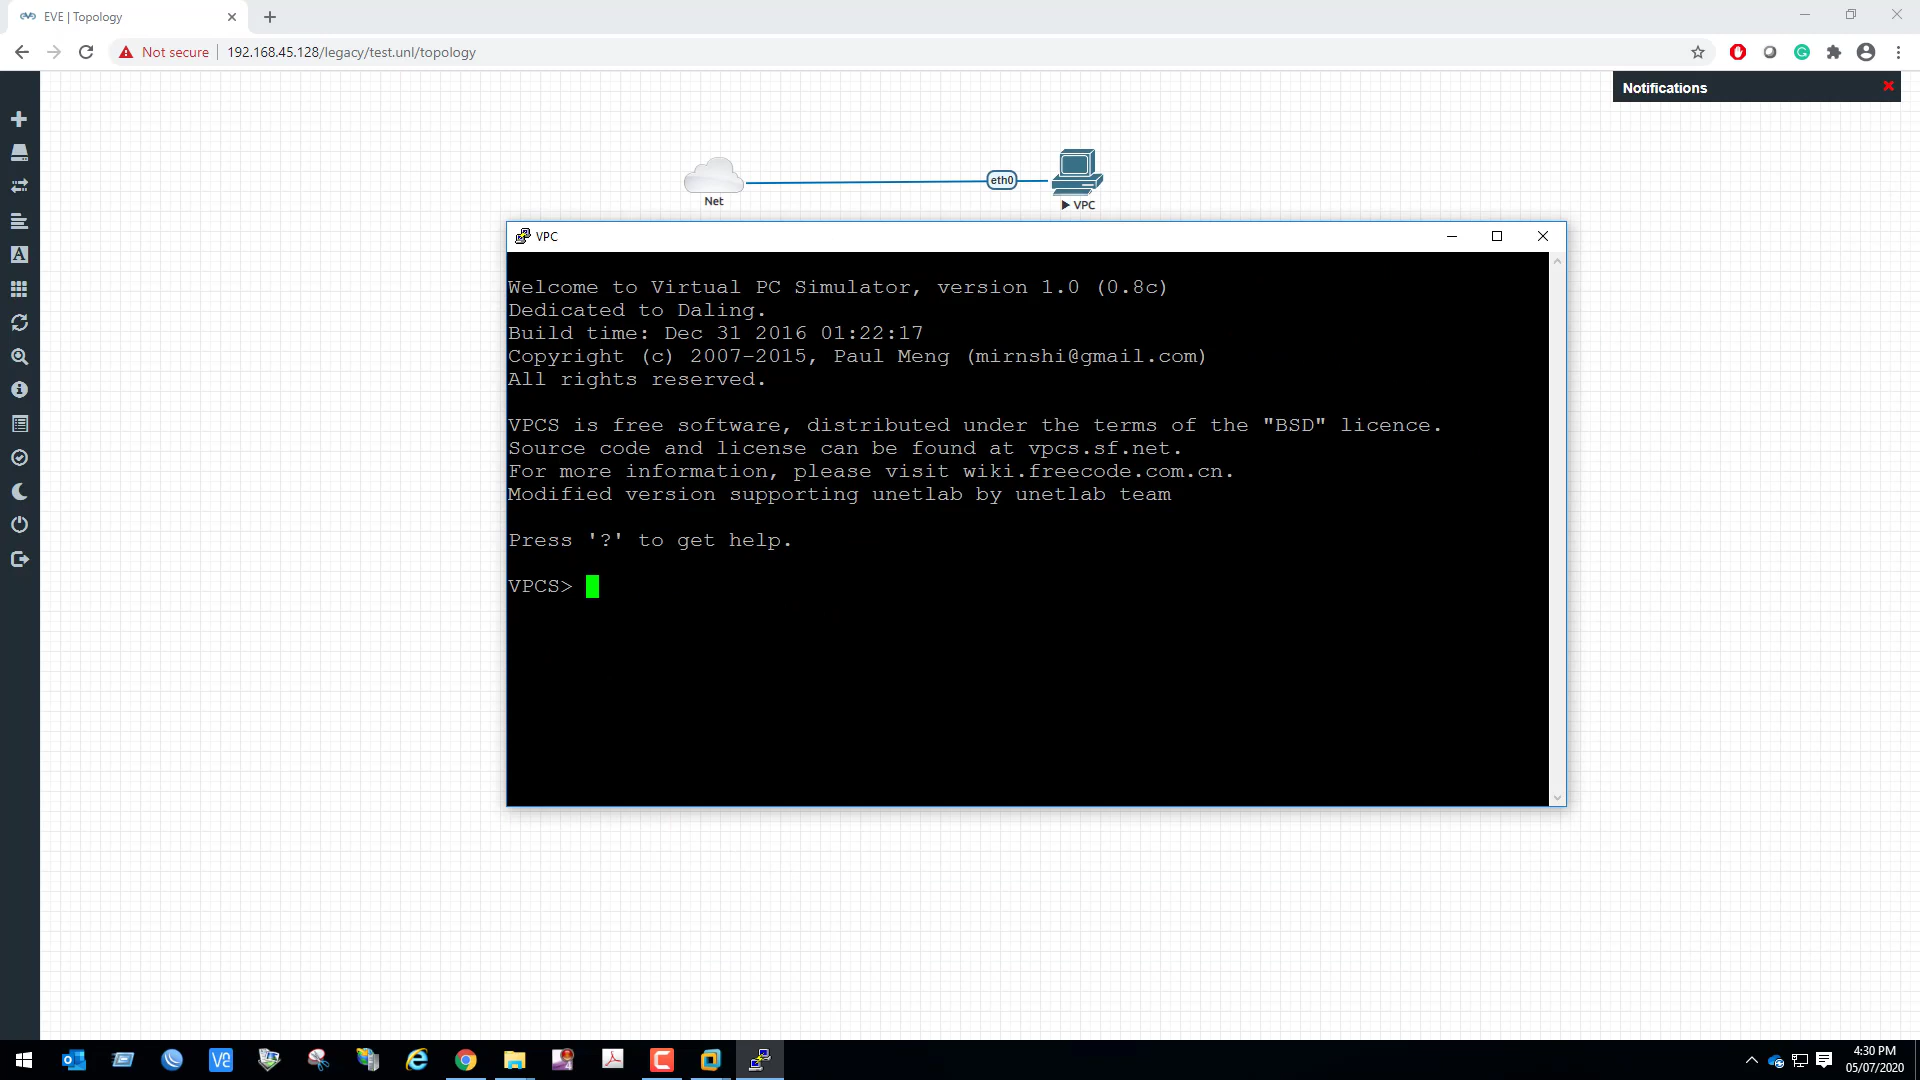 EVE | Topology
Not secure
192.168.45.128/legacy/test.unl/topology
Notifications
Net
eth0
VPC
VPC
Welcome to Virtual PC Simulator, version 1.0 (0.8c)
Dedicated to Daling.
Build time: Dec 31 2016 01:22:17
Copyright (c) 2007-2015, Paul Meng (mirnshi@gmail.com)
All rights reserved.
VPCS is free software, distributed under the terms of the "BSD" licence.
Source code and license can be found at vpcs.sf.net.
For more information, please visit wiki.freecode.com.cn.
Modified version supporting unetlab by unetlab team
Press '?' to get help.
VPCS>
4:30 PM
05/07/2020